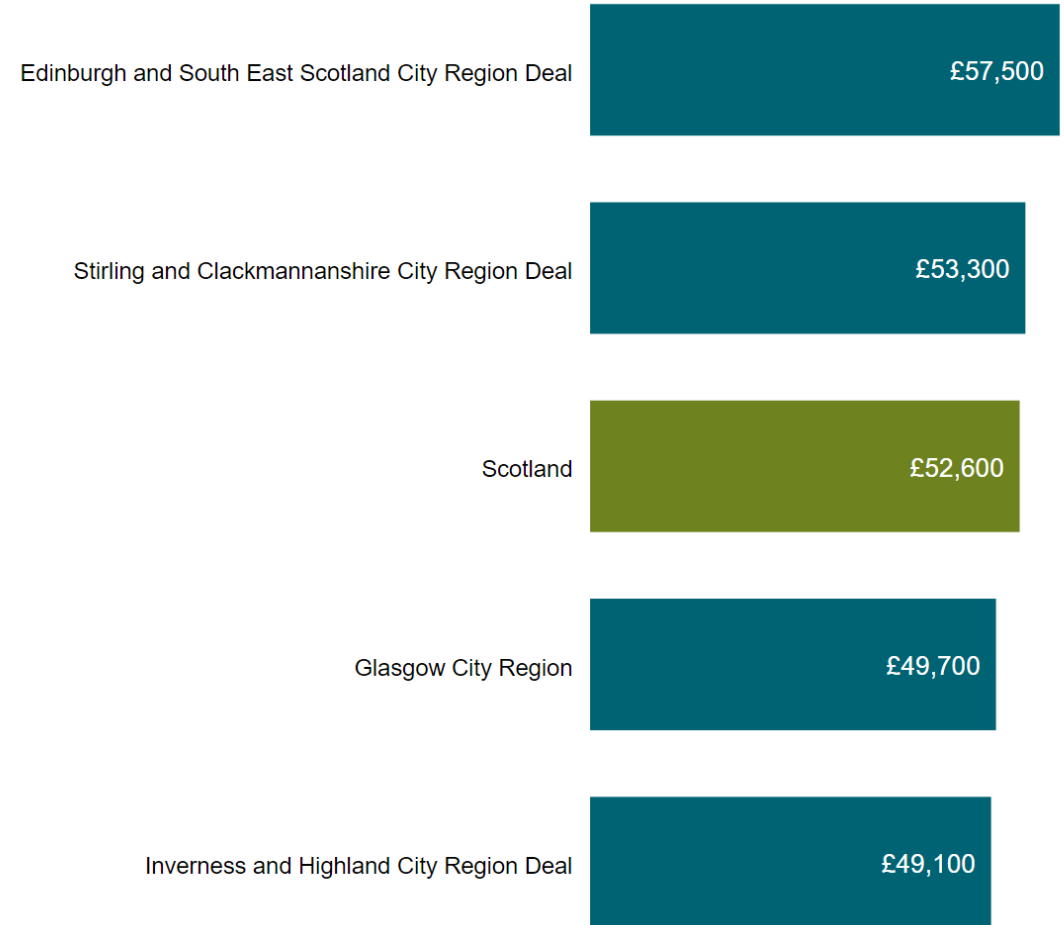 Edinburgh and South East Scotland City Region Deal £57,500
Stirling and Clackmannanshire City Region Deal £53,300
Scotland £52,600
Glasgow City Region £49,700
Inverness and Highland City Region Deal £49,100